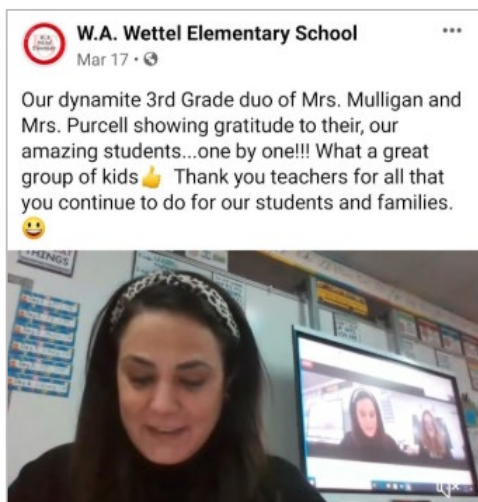 W.A. Wettel Elementary School
Mar 17 ·
Our dynamite 3rd Grade duo of Mrs. Mulligan and
Mrs. Purcell showing gratitude to their, our
amazing students...one by one!!! What a great
group of kids👍 Thank you teachers for all that
you continue to do for our students and families.
😃
THINGS